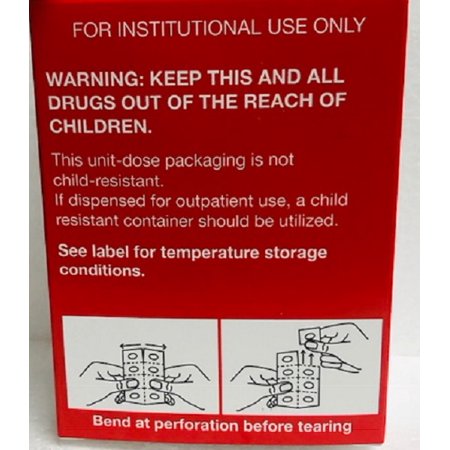 FOR INSTITUTIONAL USE ONLY
WARNING: KEEP THIS AND ALL
DRUGS OUT OF THE REACH OF
CHILDREN.
This unit-dose packaging is not
child-resistant.
If dispensed for outpatient use, a child
resistant container should be utilized.
See label for temperature storage
conditions.
Bend at perforation before tearing